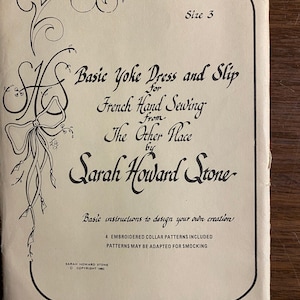 Size 3
SHS
Basic Yoke Dress and Slip
for
French Hand Sewing
from
The Other Place
by
Sarah Howard Stone
Basic instructions to design your own creation
4 EMBROIDERED COLLAR PATTERNS INCLUDED
PATTERNS MAY BE ADAPTED FOR SMOCKING
SARAH HOWARD STONE
© COPYRIGHT